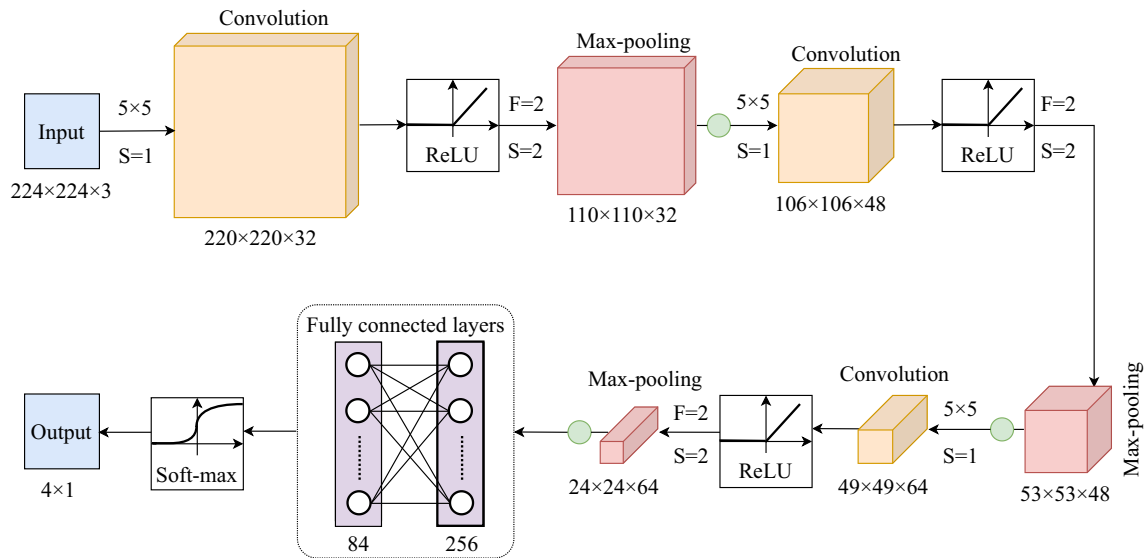 Convolution
Max-pooling
Convolution
Input
5×5
S=1
ReLU
F=2
S=2
5×5
S=1
ReLU
F=2
S=2
224×224×3
220×220×32
110×110×32
106×106×48
Fully connected layers
Max-pooling
Convolution
Max-pooling
Output
Soft-max
F=2
S=2
ReLU
5×5
S=1
4×1
84
256
24×24×64
49×49×64
53×53×48